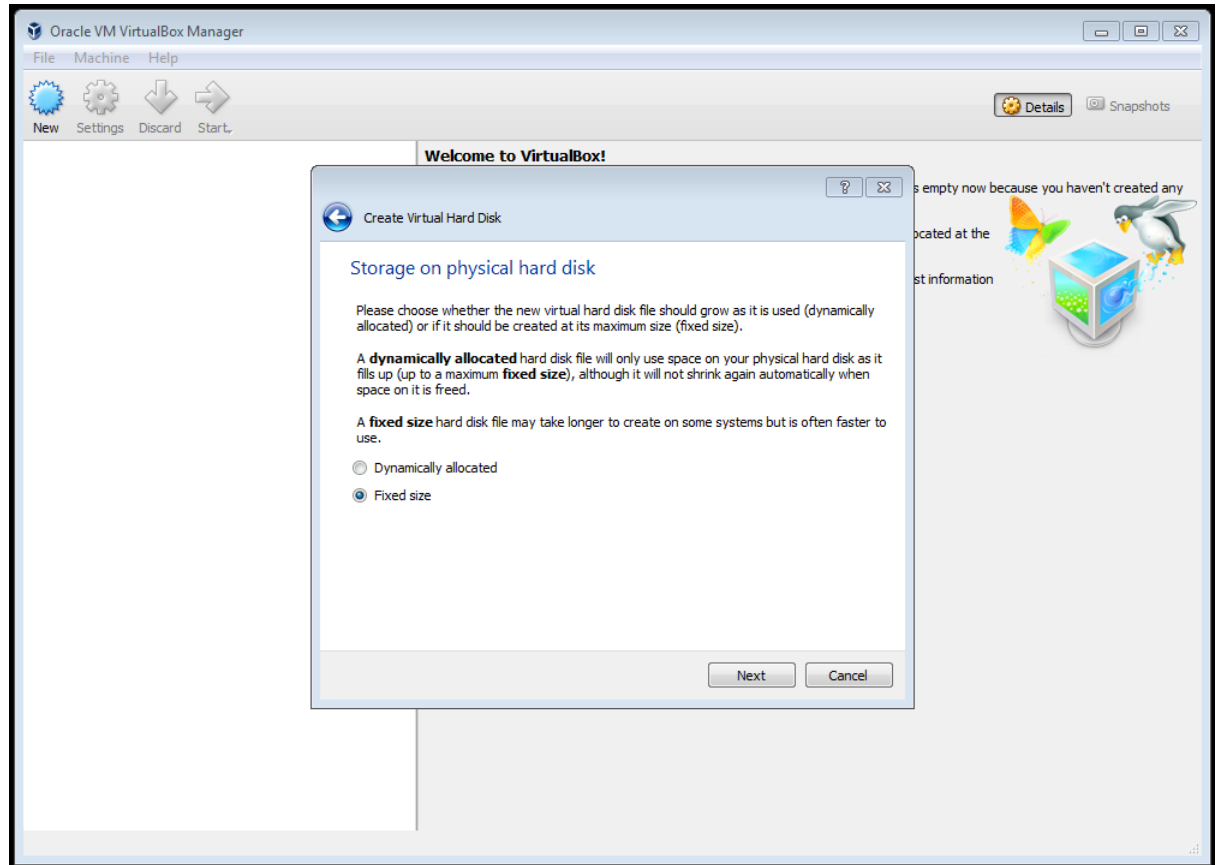 Oracle VM VirtualBox Manager
File Machine Help
New Settings Discard Start
Details Snapshots
Welcome to VirtualBox!
s empty now because you haven't created any
ocated at the
st information
?
Create Virtual Hard Disk
Storage on physical hard disk
Please choose whether the new virtual hard disk file should grow as it is used (dynamically
allocated) or if it should be created at its maximum size (fixed size).
A dynamically allocated hard disk file will only use space on your physical hard disk as it
fills up (up to a maximum fixed size), although it will not shrink again automatically when
space on it is freed.
A fixed size hard disk file may take longer to create on some systems but is often faster to
use.
Dynamically allocated
Fixed size
Next Cancel